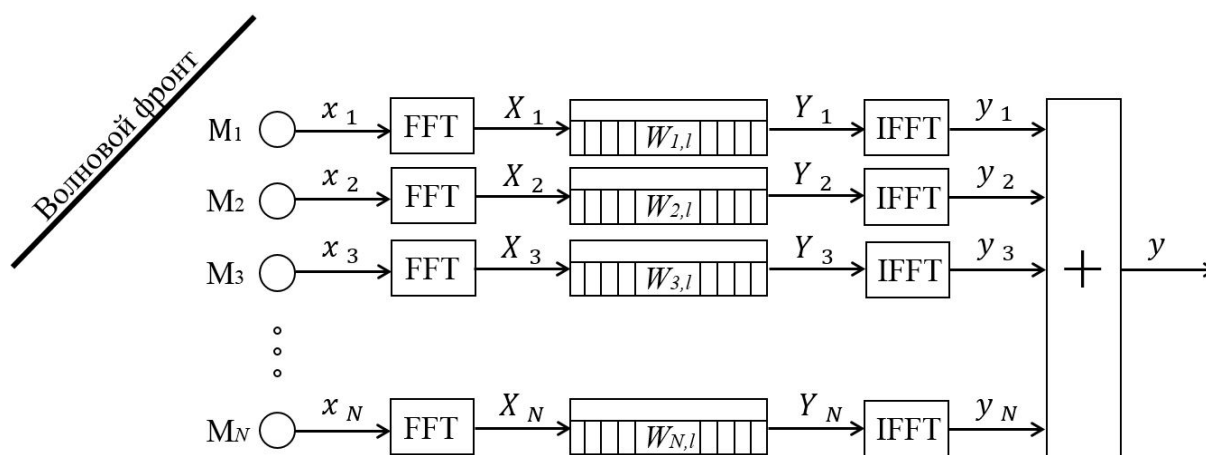 Волновой фронт
M1 x 1 FFT X 1 W1,l Y 1 IFFT y 1
M2 x 2 FFT X 2 W2,l Y 2 IFFT y 2
M3 x 3 FFT X 3 W3,l Y 3 IFFT y 3
+ y
MN x N FFT X N WN,l Y N IFFT y N